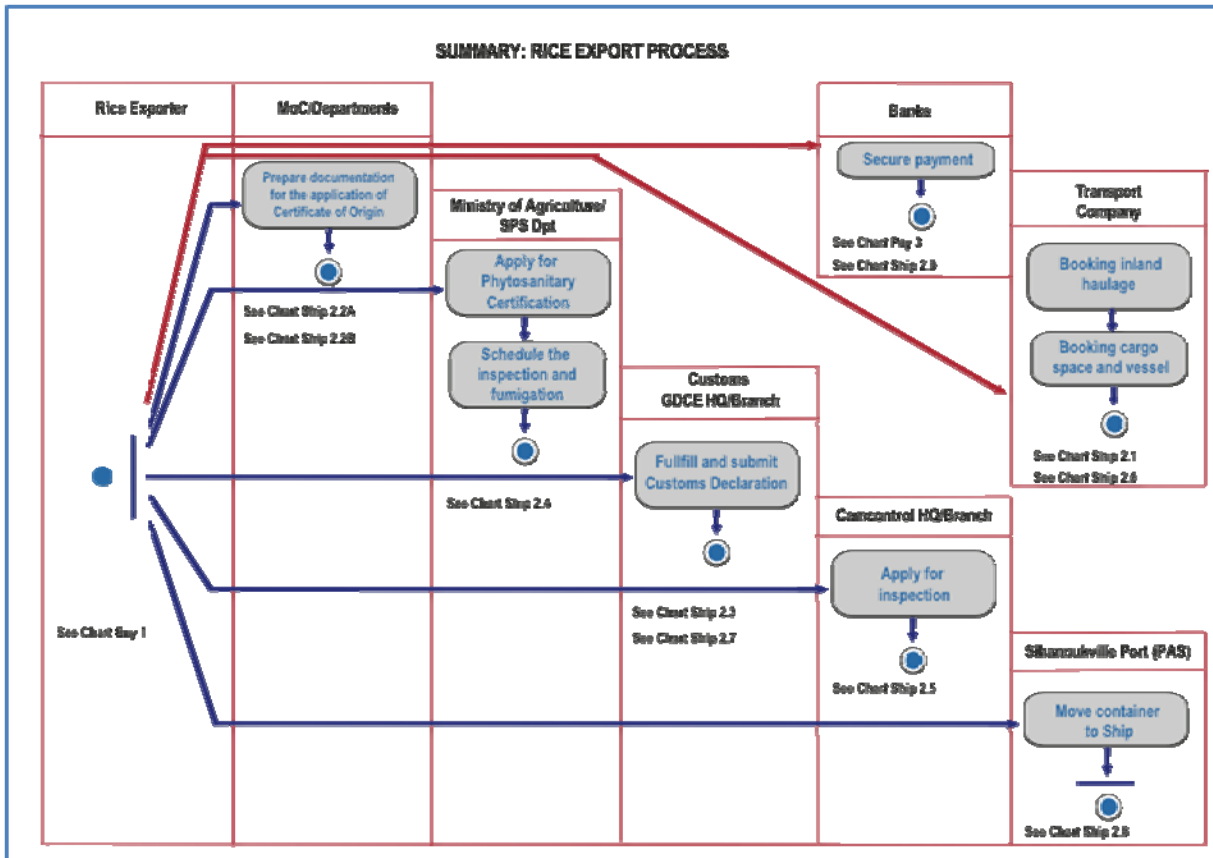 SUMMARY: RICE EXPORT PROCESS
Rice Exporter
See Chart Buy 1
MoC/Departments
Prepare documentation
for the application of
Certificate of Origin
See Chart Ship 2.2A
See Chart Ship 2.2B
Ministry of Agriculture/
SPS Dpt
Apply for
Phytosanitary
Certification
Schedule the
inspection and
fumigation
See Chart Ship 2.4
Customs
GDCE HQ/Branch
Fullfill and submit
Customs Declaration
See Chart Ship 2.3
See Chart Ship 2.7
Banks
Secure payment
See Chart Pay 3
See Chart Ship
Camcontrol HQ/Branch
Apply for
inspection
See Chart Ship 2.5
Transport
Company
Booking inland
haulage
Booking cargo
space and vessel
See Chart Ship 2.1
See Chart Ship
Sihanoukville Port (PAS)
Move container
to Ship
See Chart Ship